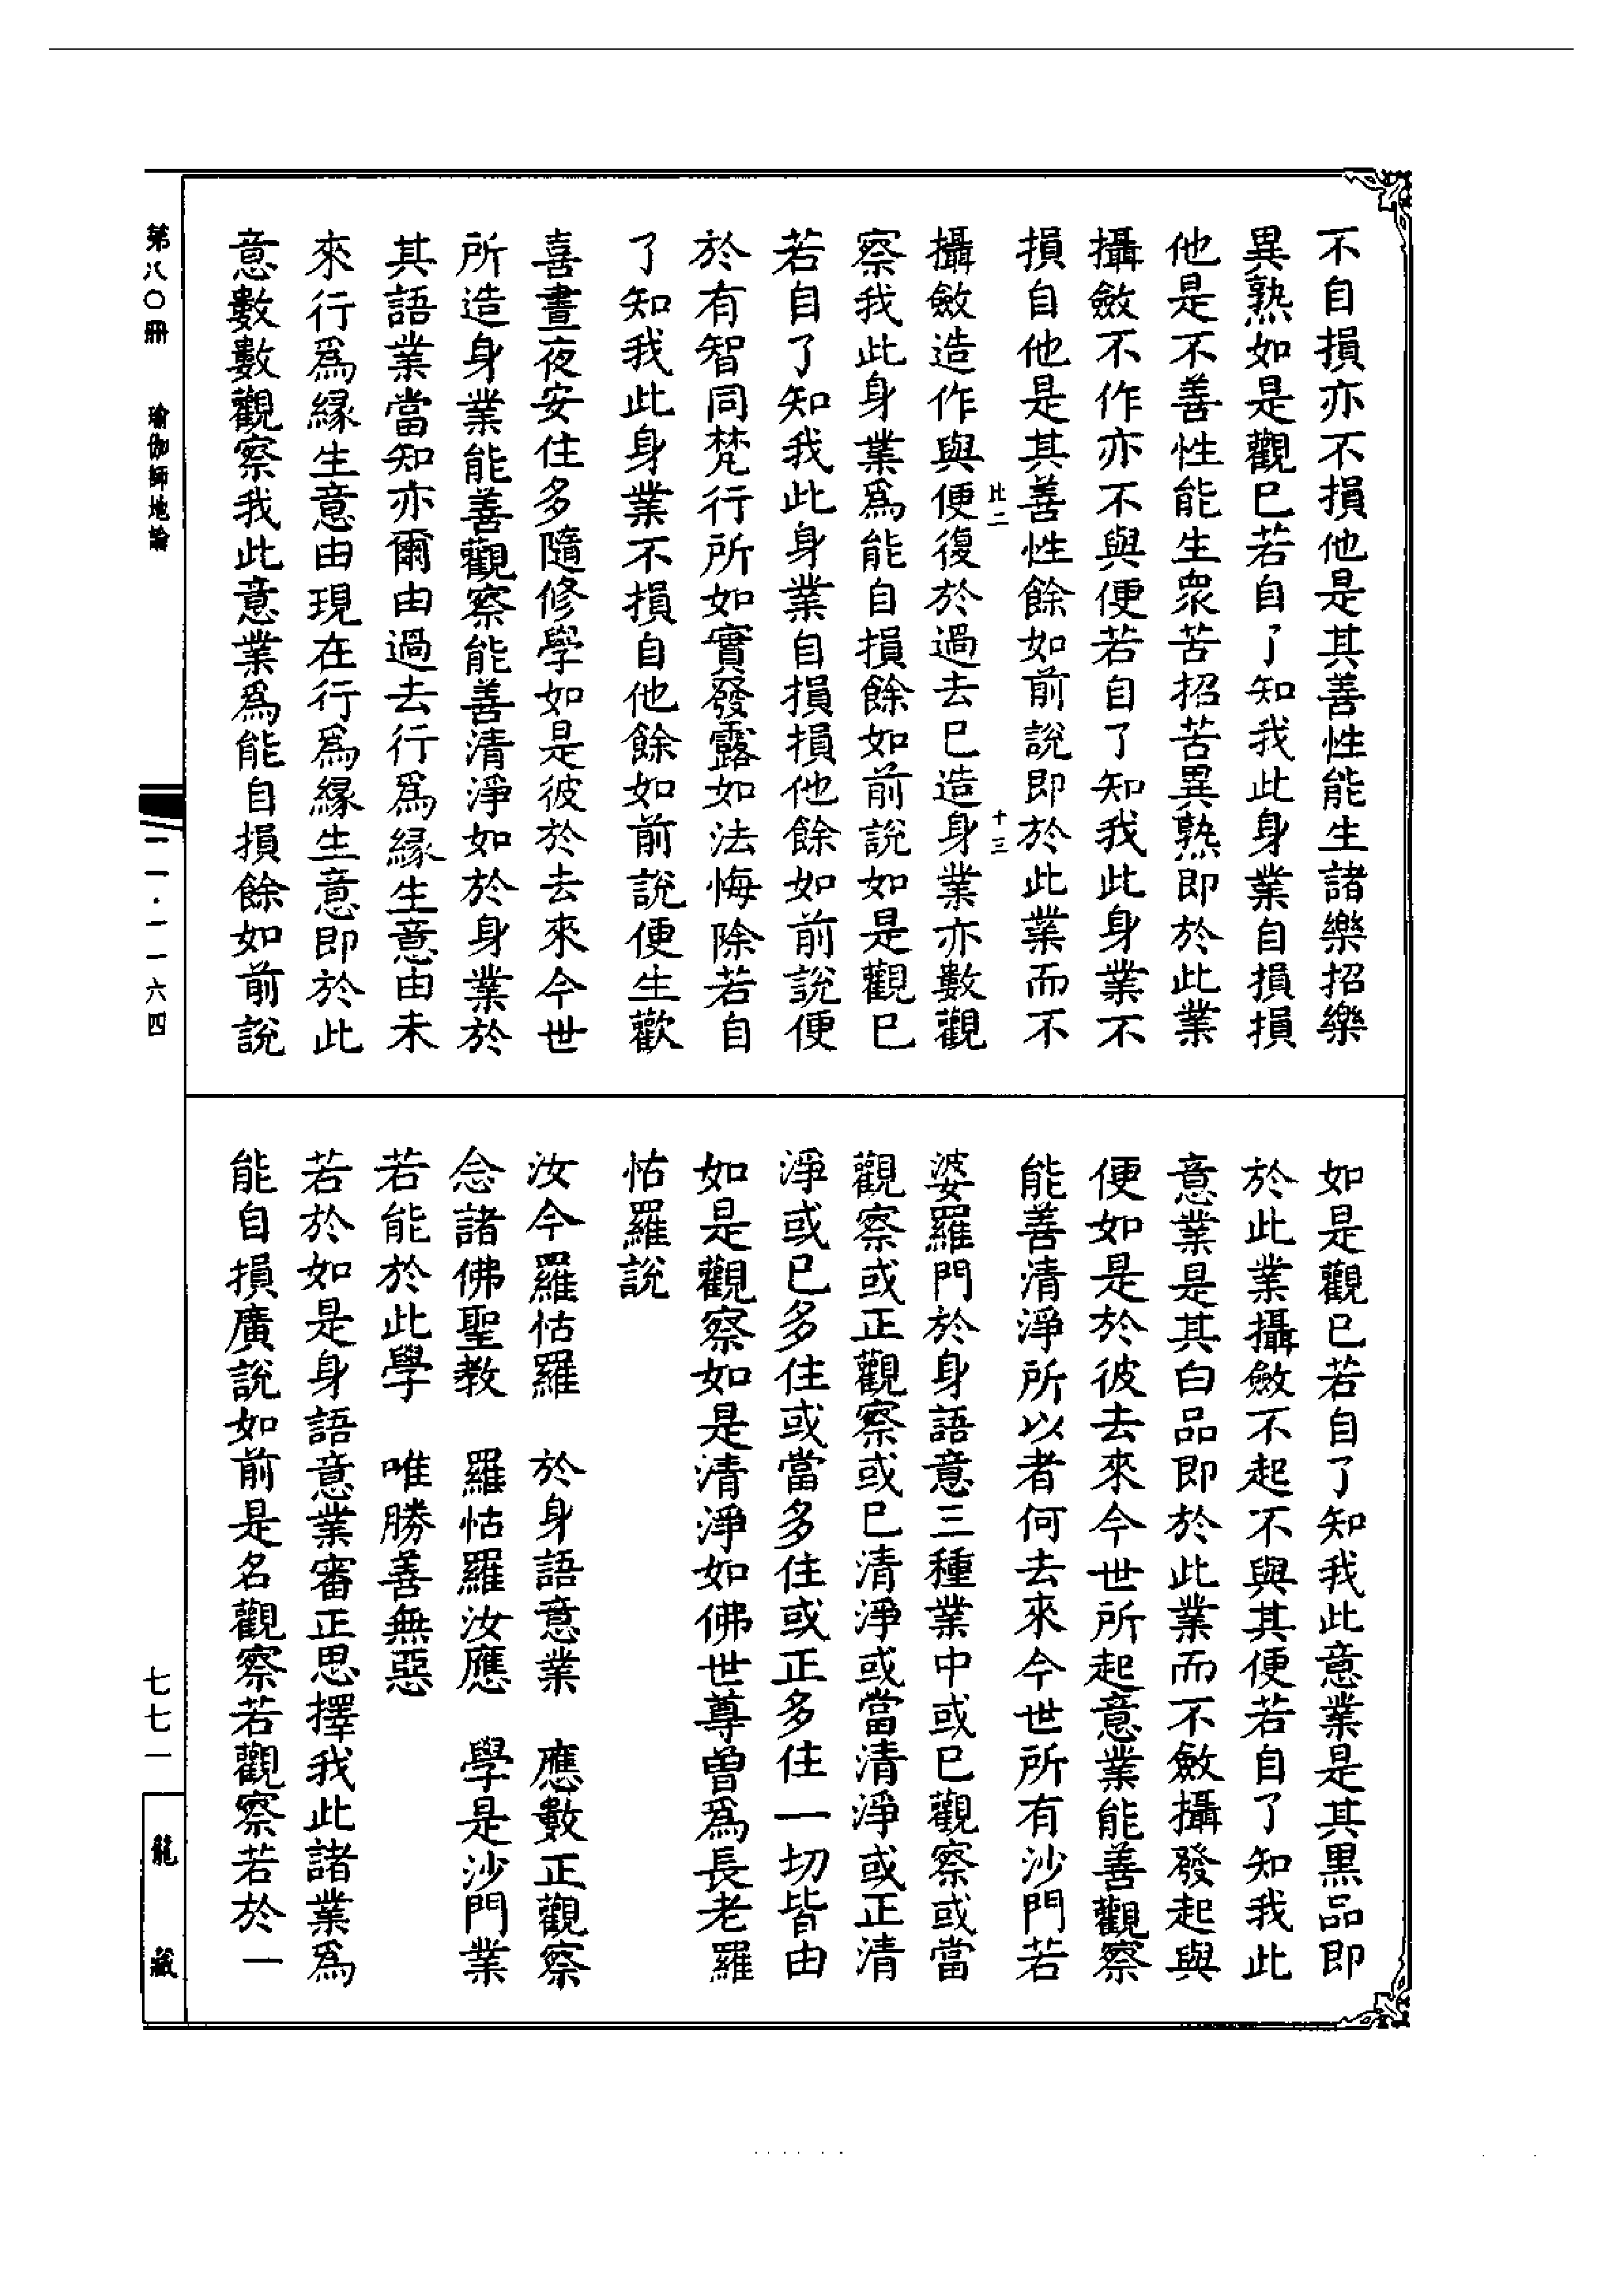 不自損亦不損他是其善性能生諸樂招樂
異熟如是觀已若自了知我此身業自損損
他是不善性能生衆苦招苦異熟即於此業
攝斂不作亦不與便若自了知我此身業不
損自他是其善性餘如前說即於此業而不
比二
十三
攝斂造作與便復於過去已造身業亦數觀
察我此身業爲能自損餘如前說如是觀已
若自了知我此身業自損損他餘如前說便
於有智同梵行所如實發露如法悔除若自
了知我此身業不損自他餘如前說便生歡
喜晝夜安住多隨修學如是彼於去來今世
所造身業能善觀察能善清淨如於身業於
其語業當知亦爾由過去行爲緣生意由未
來行爲緣生意由現在行爲緣生意即於此
意數數觀察我此意業爲能自損餘如前說
如是觀已若自了知我此意業是其黑品即
於此業攝斂不起不與其便若自了知我此
意業是其白品即於此業而不斂攝發起與
便如是於彼去來今世所起意業能善觀察
能善清淨所以者何去來今世所有沙門若
婆羅門於身語意三種業中或已觀察或當
觀察或正觀察或已清淨或當清淨或正清
淨或已多住或當多住或正多住一切皆由
如是觀察如是清淨如佛世尊曾爲長老羅
怙羅說
汝今羅怙羅　於身語意業　應數正觀察
念諸佛聖教　羅怙羅汝應　學是沙門業
若能於此學　唯勝善無惡
若於如是身語意業審正思擇我此諸業爲
能自損廣說如前是名觀察若觀察若於一
第八〇冊　瑜伽師地論
一一·一一六四
七七一
龍藏